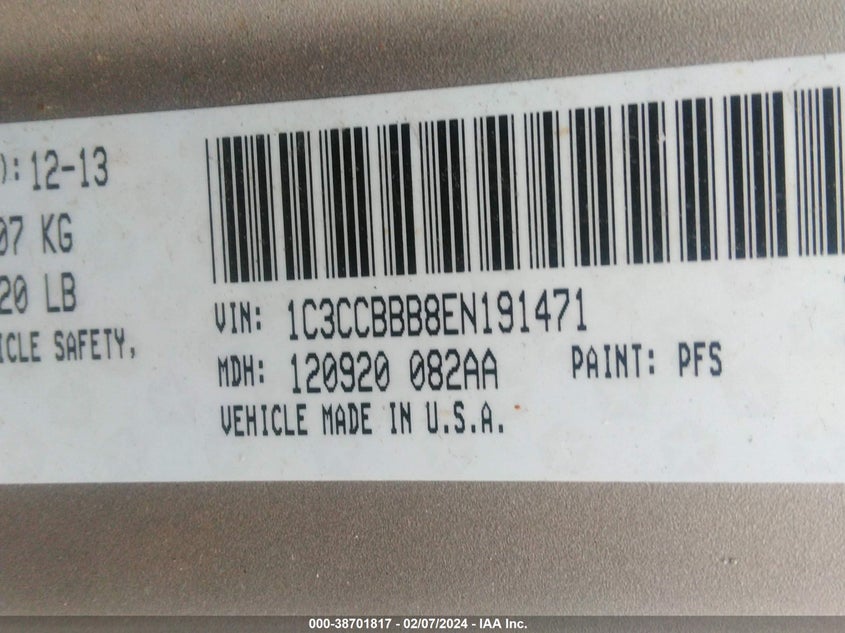 ): 12-13
07 KG
20 LB
ICLE SAFETY,
VIN: 1C3CCBBB8EN191471
MDH: 120920 082AA PAINT: PFS
VEHICLE MADE IN U.S.A.
000-38701817 - 02/07/2024 - IAA Inc.